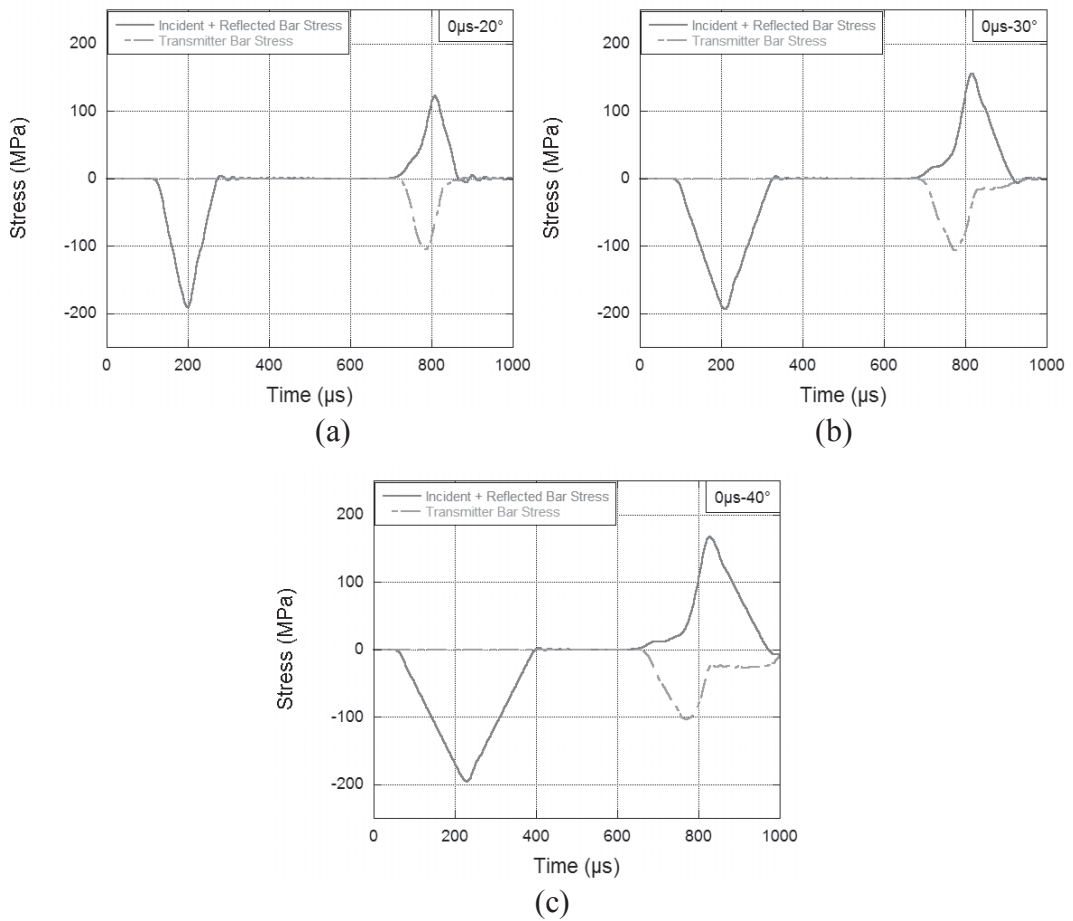 Incident + Reflected Bar Stress
Transmitter Bar Stress
0µs-20°
200
100
0
-100
-200
Stress (MPa)
0 200 400 600 800 1000
Time (µs)
(a)
Incident + Reflected Bar Stress
Transmitter Bar Stress
0µs-30°
200
100
0
-100
-200
Stress (MPa)
0 200 400 600 800 1000
Time (µs)
(b)
Incident + Reflected Bar Stress
Transmitter Bar Stress
0µs-40°
200
100
0
-100
-200
Stress (MPa)
0 200 400 600 800 1000
Time (µs)
(c)